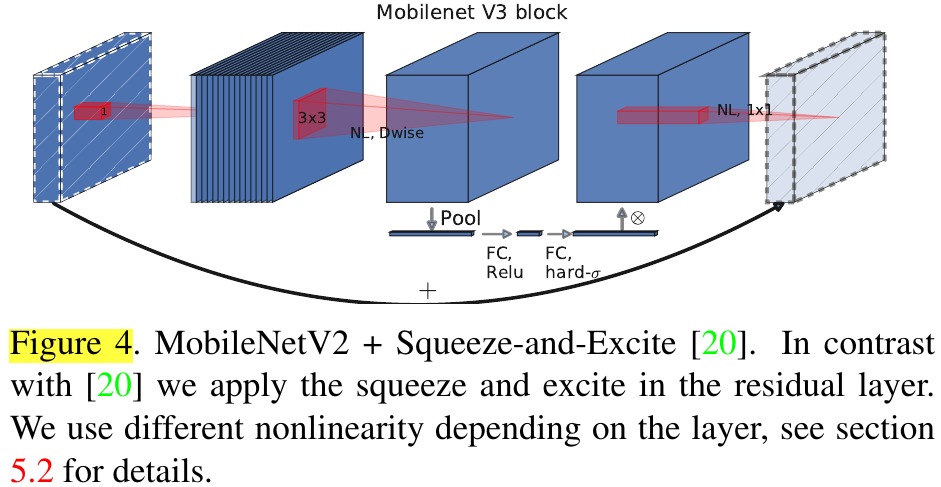 Mobilenet V3 block
1
3x3
NL, Dwise
NL, 1x1
Pool
⊗
FC,
Relu
FC,
hard-σ
+
Figure 4. MobileNetV2 + Squeeze-and-Excite [20]. In contrast
with [20] we apply the squeeze and excite in the residual layer.
We use different nonlinearity depending on the layer, see section
5.2 for details.